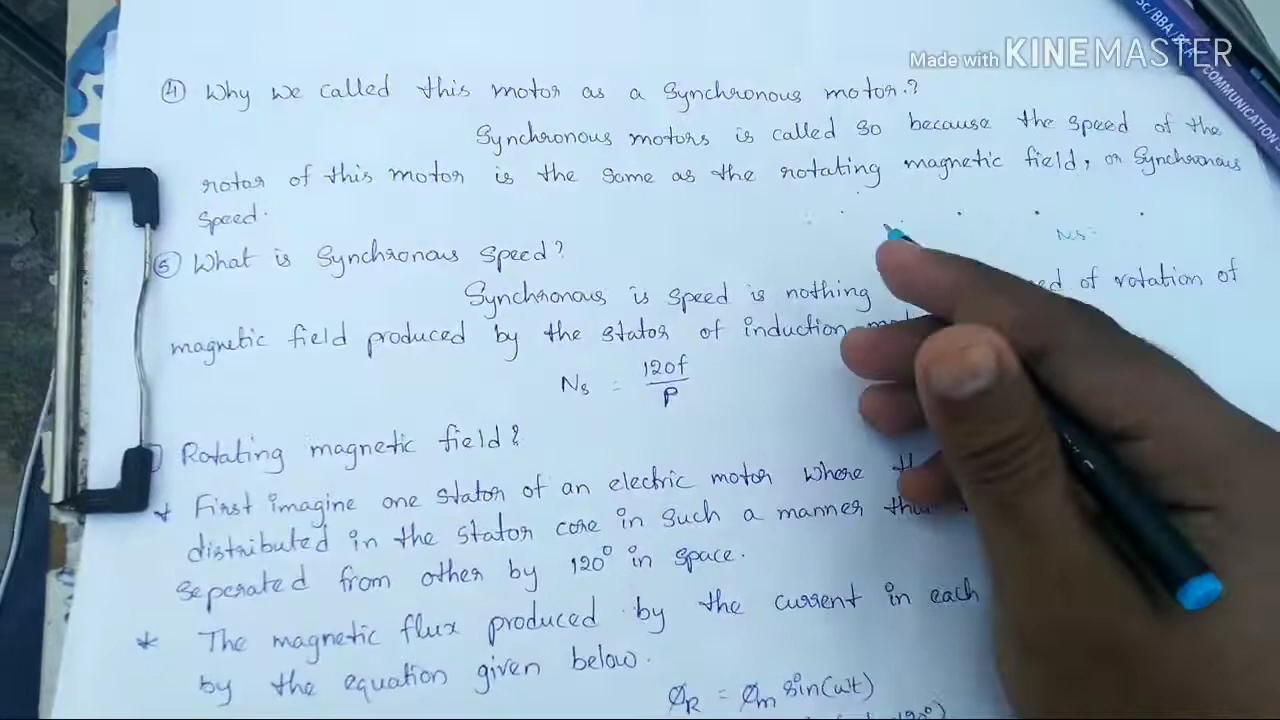 Made with KINEMASTER
Sc/BBA/BCA
COMMUNICATION
4) Why we called this motor as a Synchronous motor.?
Synchronous motors is called so because the speed of the
rotor of this motor is the same as the rotating magnetic field, or Synchronous
Speed.
Ns=
5) What is Synchronous Speed?
Synchronous is speed is nothing of rotation of
magnetic field produced by the stator of induction
Ns = 120f/P
Rotating magnetic field?
* First imagine one stator of an electric motor where
distributed in the stator core in such a manner
seperated from other by 120° in space.
* The magnetic flux produced by the current in each
by the equation given below.
ØR = Øm sin(ωt)